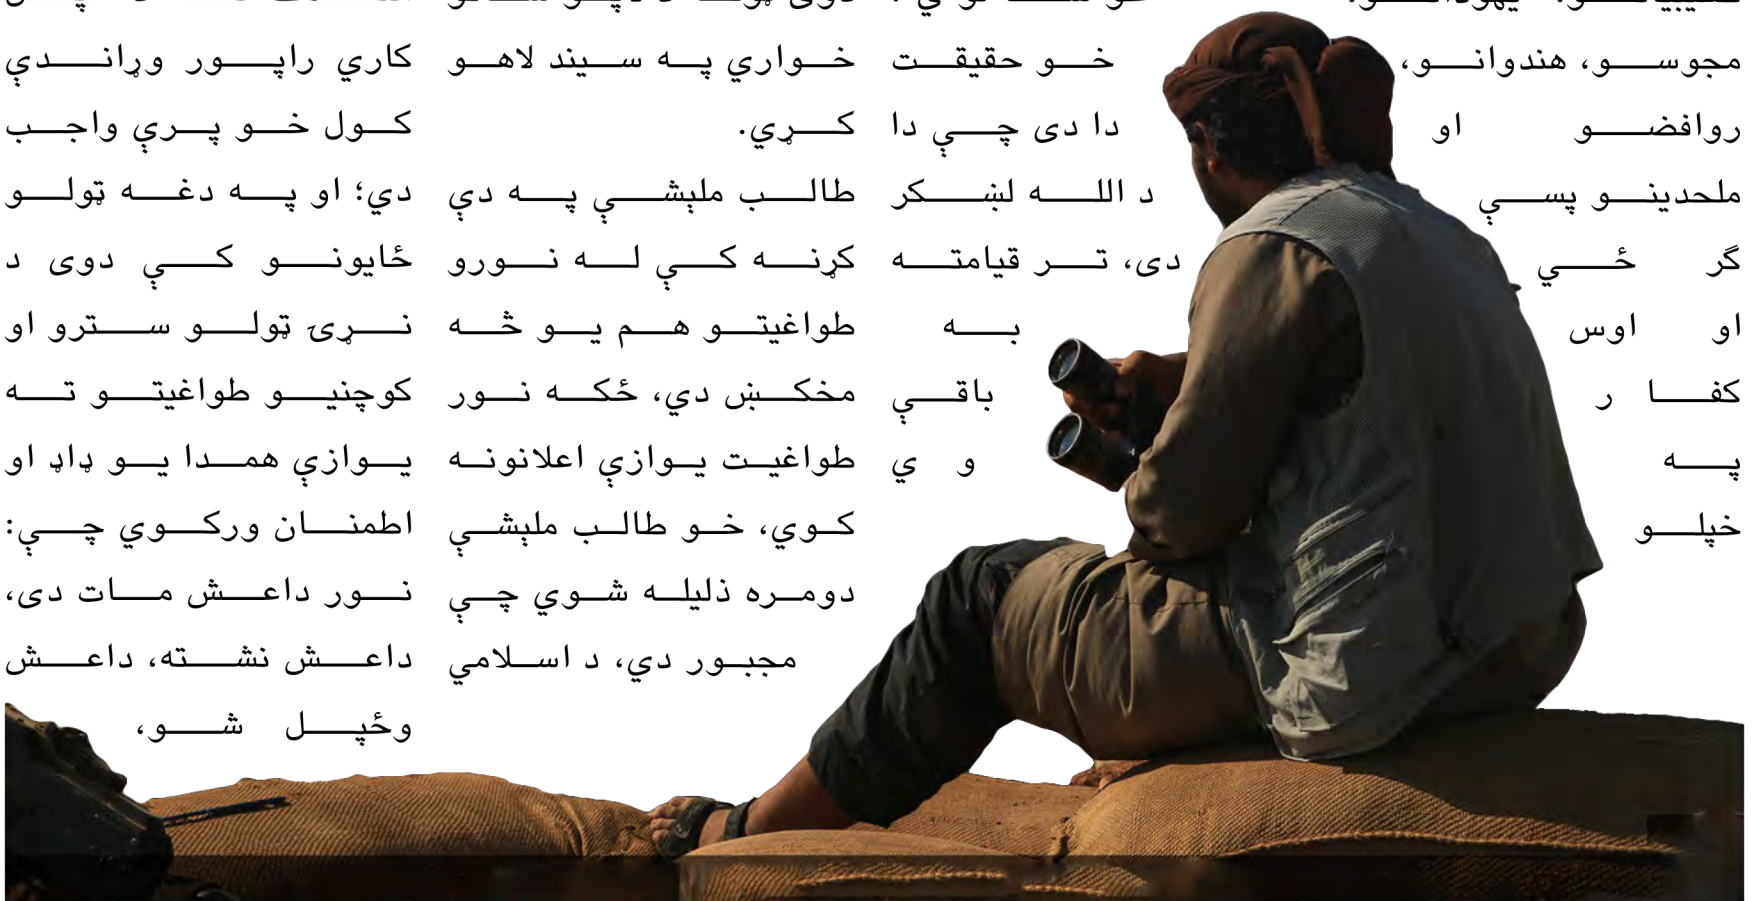 مجوسو، هندوانو،
روافضو او
ملحدینو پسې
گر ځي
او اوس
کفا ر
په
خپلو
خو حقیقت
دا دی چې دا
د الله لښکر
دی، تر قیامته
به
باقي
و ي
خواري په سیند لاهو
کړي.
طالب ملېشې په دې
کړنه کې له نورو
طواغیتو هم یو څه
مخکښ دي، ځکه نور
طواغیت یوازې اعلانونه
کوي، خو طالب ملېشې
دومره ذلیله شوي چې
مجبور دي، د اسلامي
کاري راپور وړاندې
کول خو پرې واجب
دي؛ او په دغه ټولو
ځایونو کې دوی د
نړۍ ټولو سترو او
کوچنیو طواغیتو ته
یوازې همدا یو ډاډ او
اطمنان ورکوي چې:
نور داعش مات دی،
داعش نشته، داعش
وځپل شو،